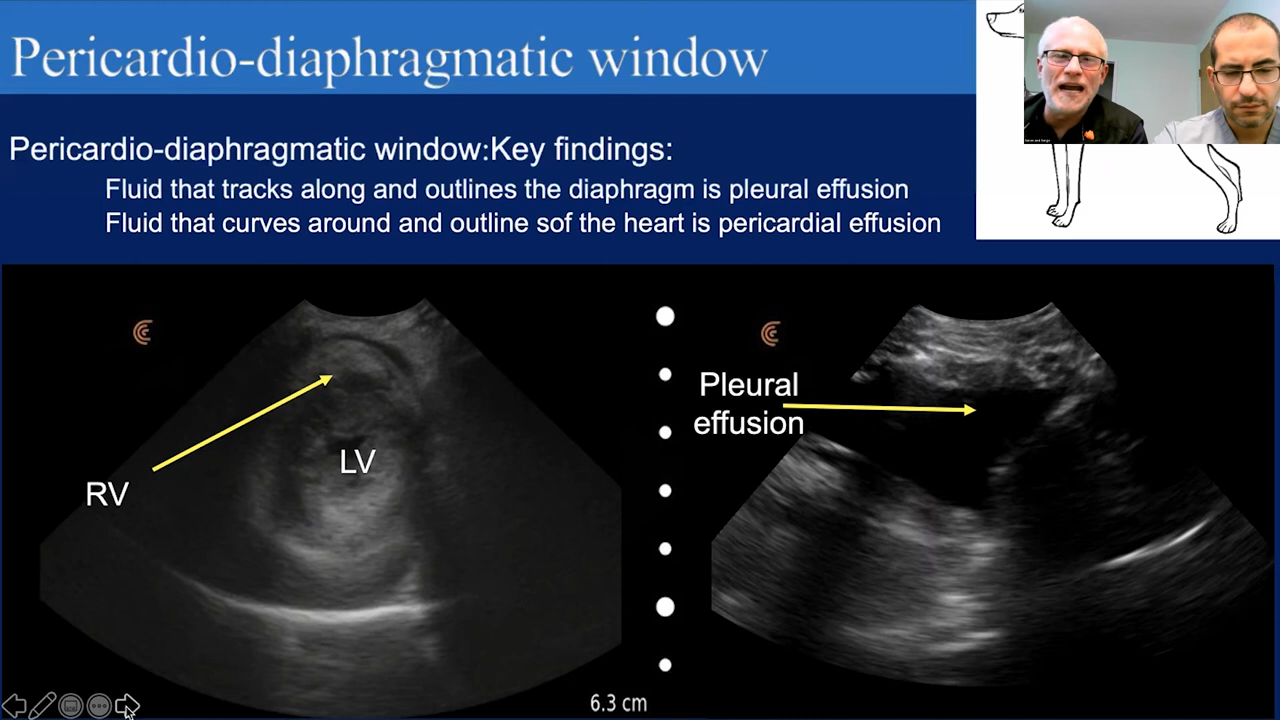 Pericardio-diaphragmatic window
Pericardio-diaphragmatic window:Key findings:
Fluid that tracks along and outlines the diaphragm is pleural effusion
Fluid that curves around and outline sof the heart is pericardial effusion
RV
LV
Pleural
effusion
6.3 cm